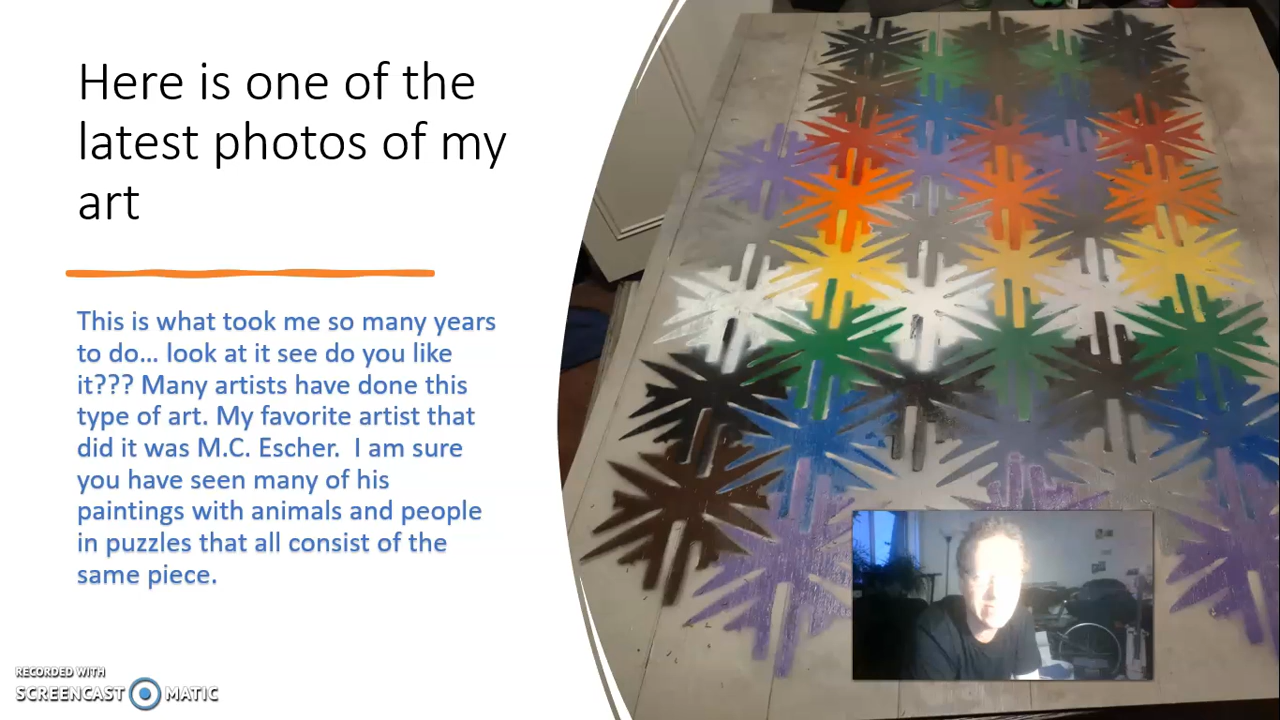 Here is one of the
latest photos of my
art
This is what took me so many years
to do... look at it see do you like
it??? Many artists have done this
type of art. My favorite artist that
did it was M.C. Escher.  I am sure
you have seen many of his
paintings with animals and people
in puzzles that all consist of the
same piece.
RECORDED WITH
SCREENCAST MATIC